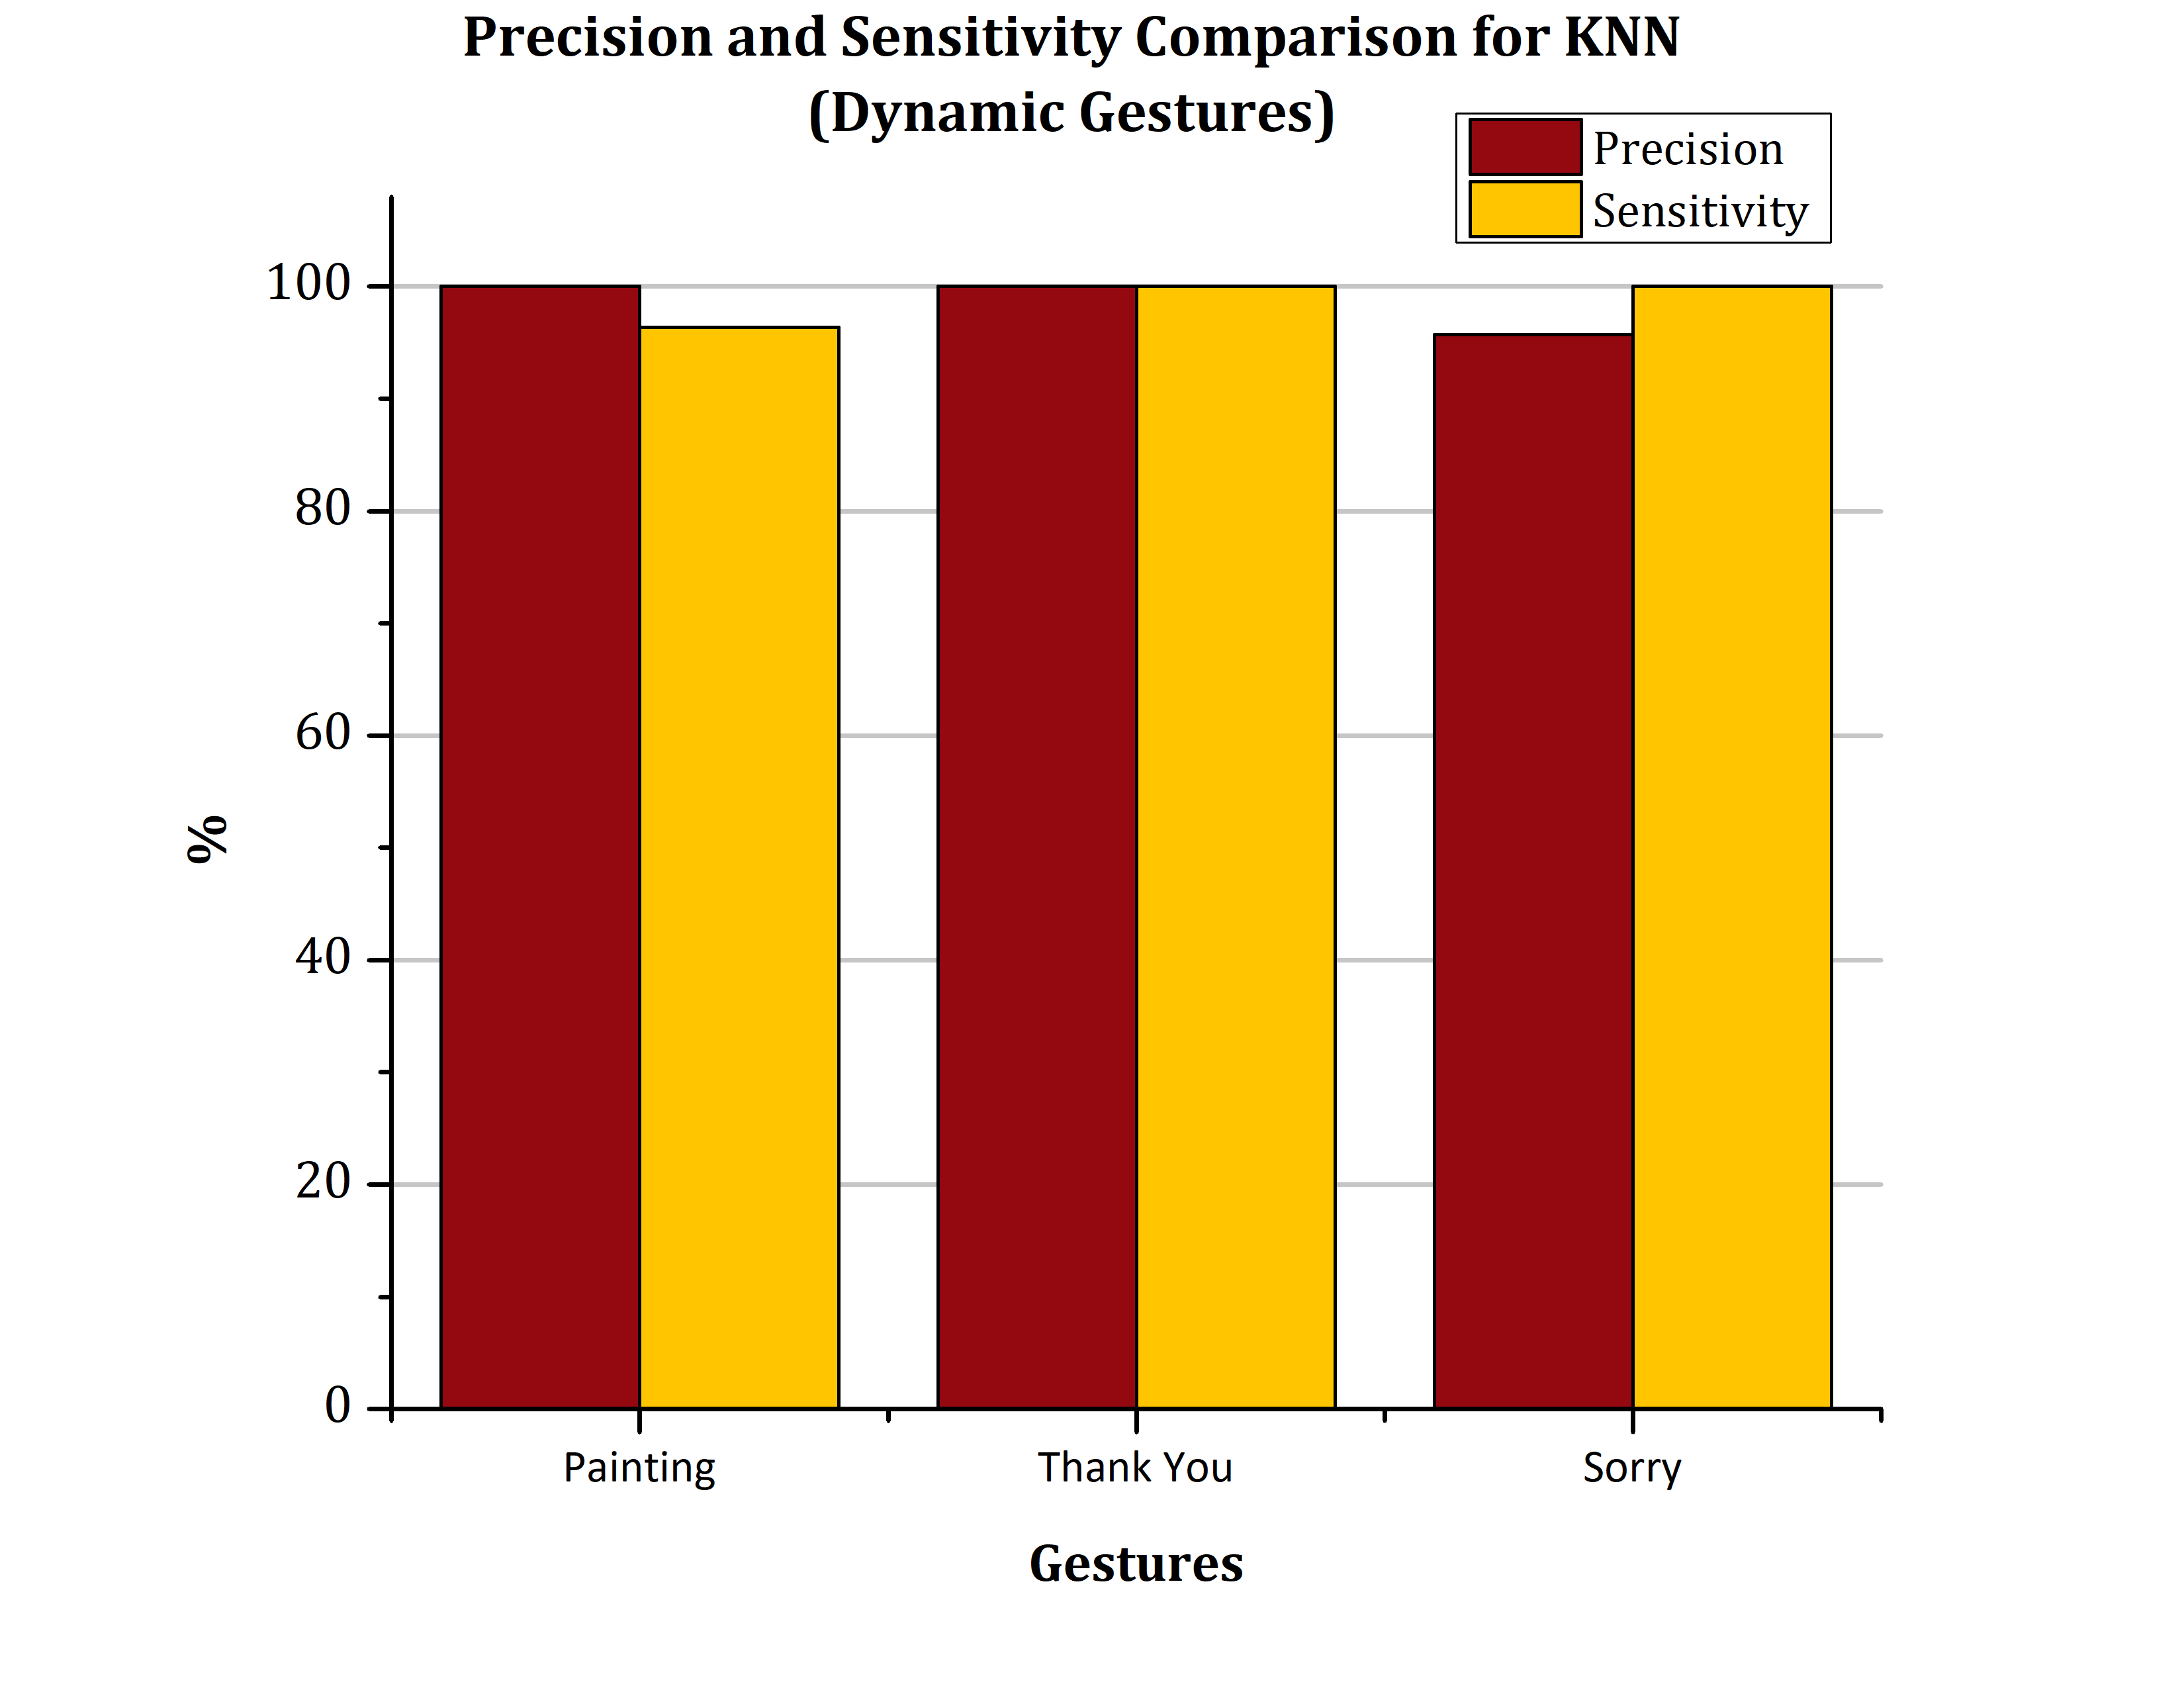 Precision and Sensitivity Comparison for KNN
(Dynamic Gestures)
Precision
Sensitivity
100
80
60
40
20
0
%
Painting
Thank You
Sorry
Gestures